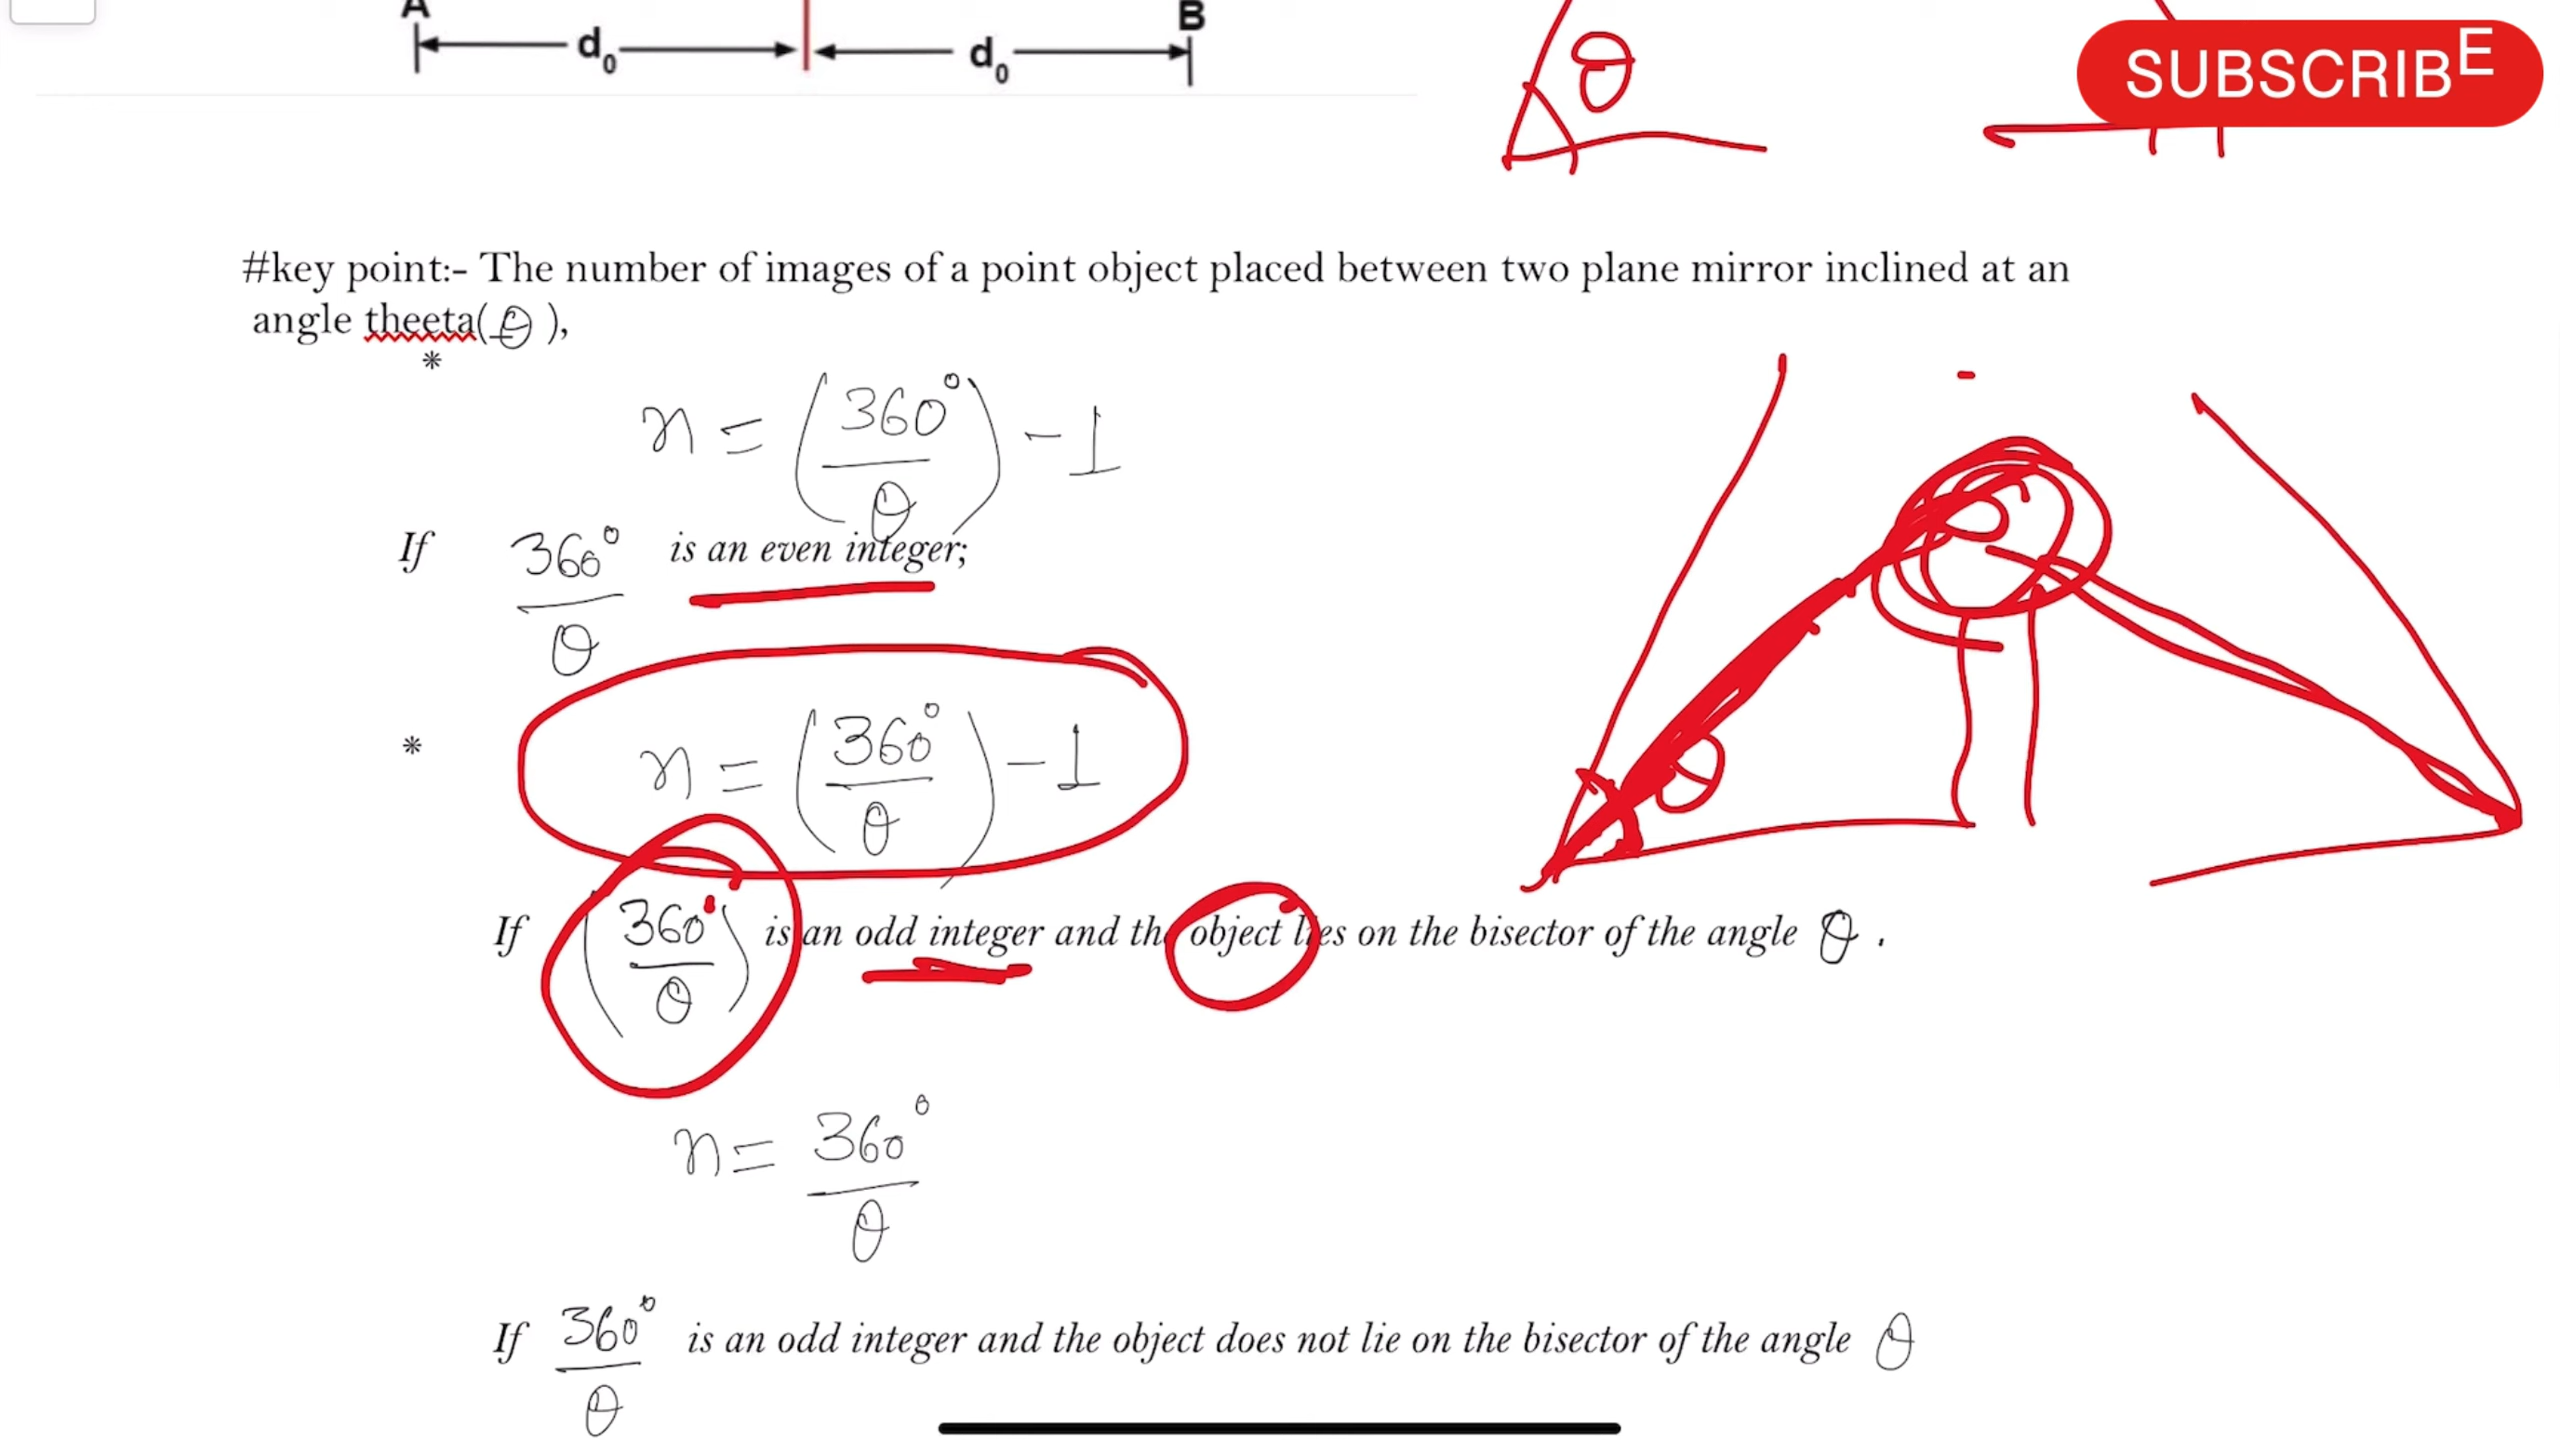 A B
d₀ d₀
θ
SUBSCRIBE
#key point:- The number of images of a point object placed between two plane mirror inclined at an
angle theeta(θ ),
*
n = (360°/θ) - 1
If 360°/θ is an even integer;
* n = (360°/θ) - 1
θ
If (360°/θ) is an odd integer and the object lies on the bisector of the angle θ .
n = 360°/θ
If 360°/θ is an odd integer and the object does not lie on the bisector of the angle θ